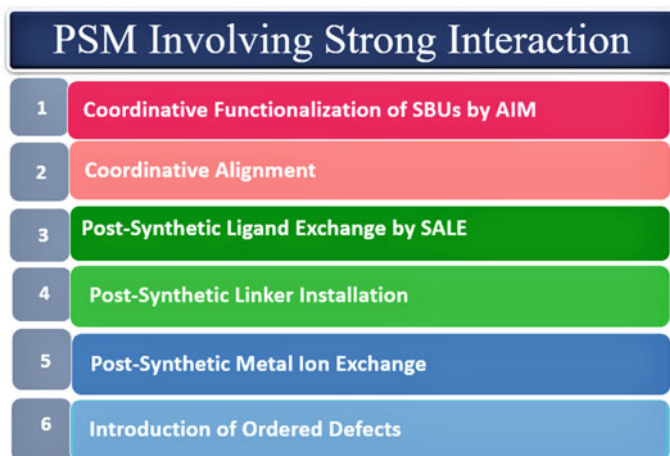 PSM Involving Strong Interaction
1 Coordinative Functionalization of SBUs by AIM
2 Coordinative Alignment
3 Post-Synthetic Ligand Exchange by SALE
4 Post-Synthetic Linker Installation
5 Post-Synthetic Metal Ion Exchange
6 Introduction of Ordered Defects